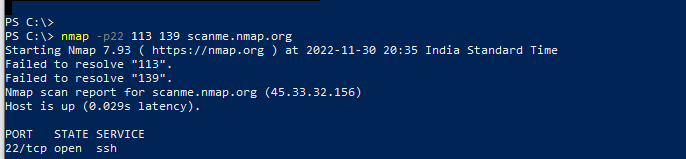 PS C:\>
PS C:\> nmap -p22 113 139 scanme.nmap.org
Starting Nmap 7.93 ( https://nmap.org ) at 2022-11-30 20:35 India Standard Time
Failed to resolve "113".
Failed to resolve "139".
Nmap scan report for scanme.nmap.org (45.33.32.156)
Host is up (0.029s latency).
PORT   STATE SERVICE
22/tcp open  ssh